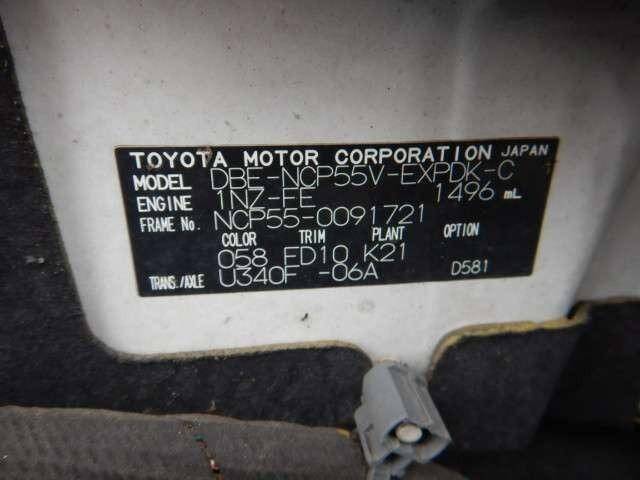 TOYOTA MOTOR CORPORATION JAPAN
MODEL DBE-NCP55V-EXPDK-C
ENGINE 1NZ-FE 1496 mL
FRAME No. NCP55-0091721
COLOR TRIM PLANT OPTION
058 FD10 K21
TRANS./AXLE U340F -06A D581